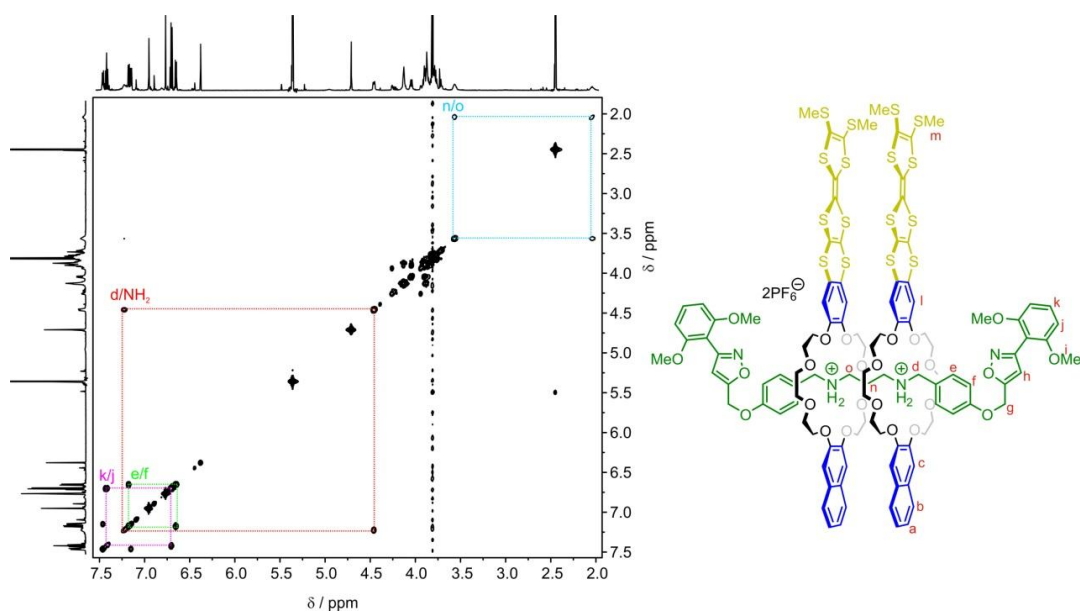 n/o
d/NH₂
k/j
e/f
2.0
2.5
3.0
3.5
4.0
4.5
5.0
5.5
6.0
6.5
7.0
7.5
δ / ppm
7.5 7.0 6.5 6.0 5.5 5.0 4.5 4.0 3.5 3.0 2.5 2.0
δ / ppm
MeS SMe MeS SMe
m
S S S S
S S S S
S S S S
2PF₆⊖
l
k
j
i
OMe
MeO
N
O
O
O O O O
O O O O
o
n
d
e
f
g
h
+ +
N N
H₂ H₂
O O O O
O O O O
O
N
O
OMe
MeO
c
b
a